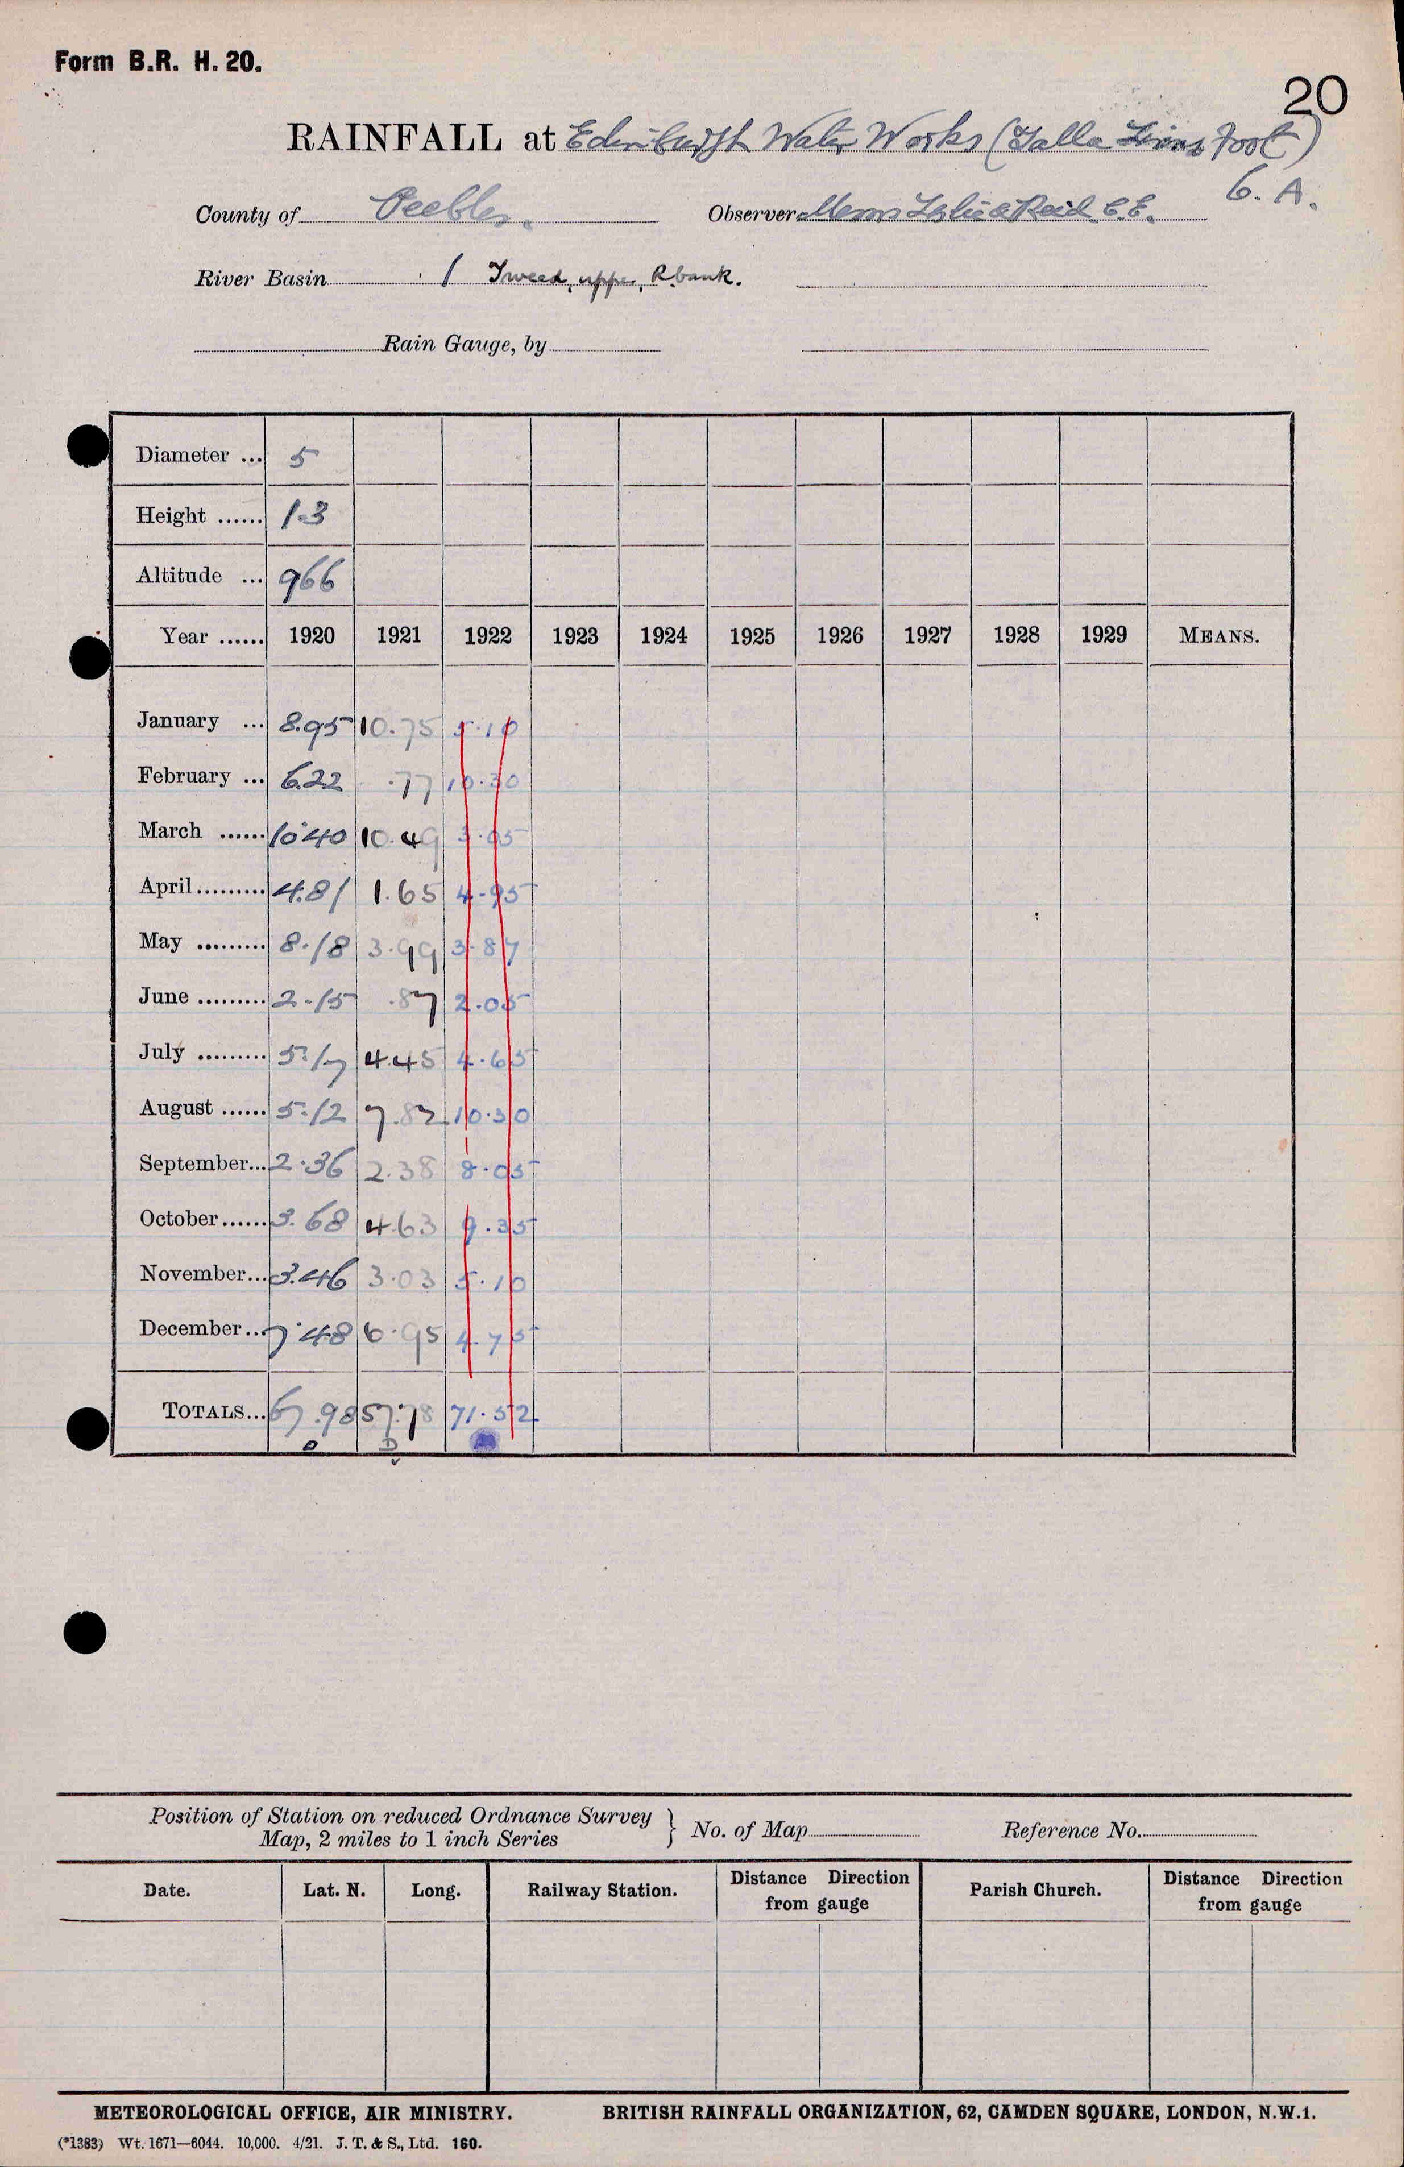 Form B.R. H. 20.
20
RAINFALL at Edinburgh Water Works (Talla Linns Foot)
6. A.
County of Peebles. Observer Messrs Leslie & Reid C.E.
River Basin / Tweed, upper, R. bank.
Rain Gauge, by
Diameter ... 5
Height ...... 1.3
Altitude ... 966
Year ...... 1920 1921 1922 1923 1924 1925 1926 1927 1928 1929 MEANS.
January ... 8.95 10.75 5.10
February ... 6.22 .77 10.30
March ...... 10.40 10.49 3.05
April......... 4.81 1.65 4.95
May ......... 8.18 3.99 3.87
June ......... 2.15 .87 2.05
July ......... 5.17 4.45 4.65
August ...... 5.12 7.82 10.30
September... 2.36 2.38 8.05
October...... 3.68 4.63 9.35
November... 3.46 3.03 5.10
December... 7.48 6.95 4.75
TOTALS... 67.98 57.78 71.52
Position of Station on reduced Ordnance Survey
Map, 2 miles to 1 inch Series } No. of Map Reference No.
Date. Lat. N. Long. Railway Station. Distance Direction from gauge Parish Church. Distance Direction from gauge
METEOROLOGICAL OFFICE, AIR MINISTRY. BRITISH RAINFALL ORGANIZATION, 62, CAMDEN SQUARE, LONDON, N.W.1.
(*1383) Wt. 1671—6044. 10,000. 4/21. J. T. & S., Ltd. 160.